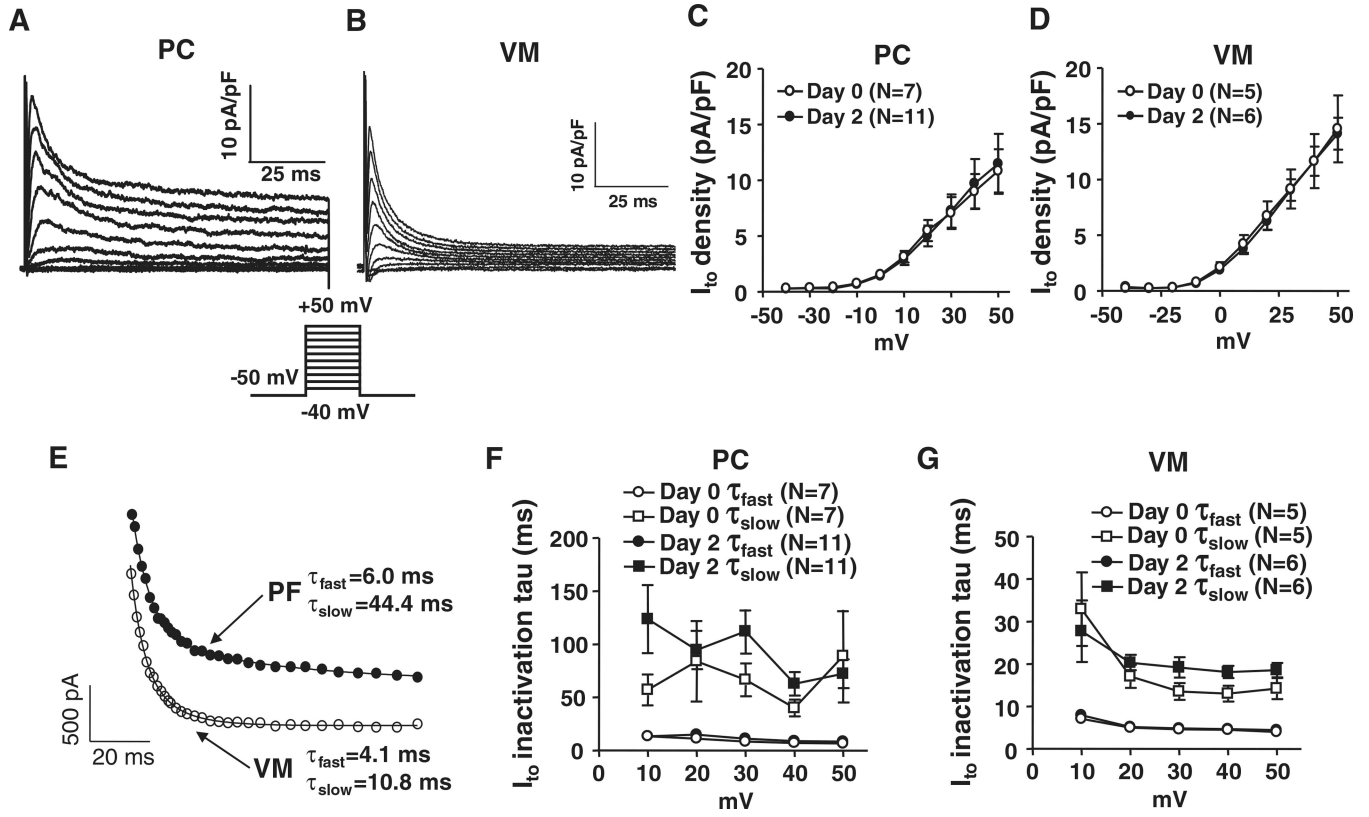 A
PC
10 pA/pF
25 ms
B
VM
10 pA/pF
25 ms
+50 mV
-50 mV
-40 mV
C
PC
Ito density (pA/pF)
Day 0 (N=7)
Day 2 (N=11)
20
15
10
5
0
-50 -30 -10 10 30 50
mV
D
VM
Ito density (pA/pF)
Day 0 (N=5)
Day 2 (N=6)
20
15
10
5
0
-50 -25 0 25 50
mV
E
PF
τfast=6.0 ms
τslow=44.4 ms
500 pA
20 ms
VM
τfast=4.1 ms
τslow=10.8 ms
F
PC
Day 0 τfast (N=7)
Day 0 τslow (N=7)
Day 2 τfast (N=11)
Day 2 τslow (N=11)
Ito inactivation tau (ms)
200
150
100
50
0
0 10 20 30 40 50
mV
G
VM
Day 0 τfast (N=5)
Day 0 τslow (N=5)
Day 2 τfast (N=6)
Day 2 τslow (N=6)
Ito inactivation tau (ms)
50
40
30
20
10
0
0 10 20 30 40 50
mV